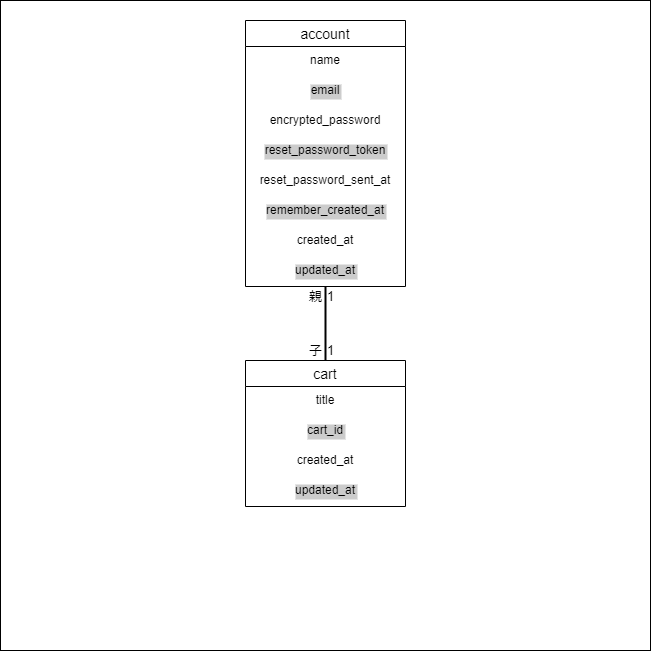 account
name
email
encrypted_password
reset_password_token
reset_password_sent_at
remember_created_at
created_at
updated_at
親 1
子 1
cart
title
cart_id
created_at
updated_at